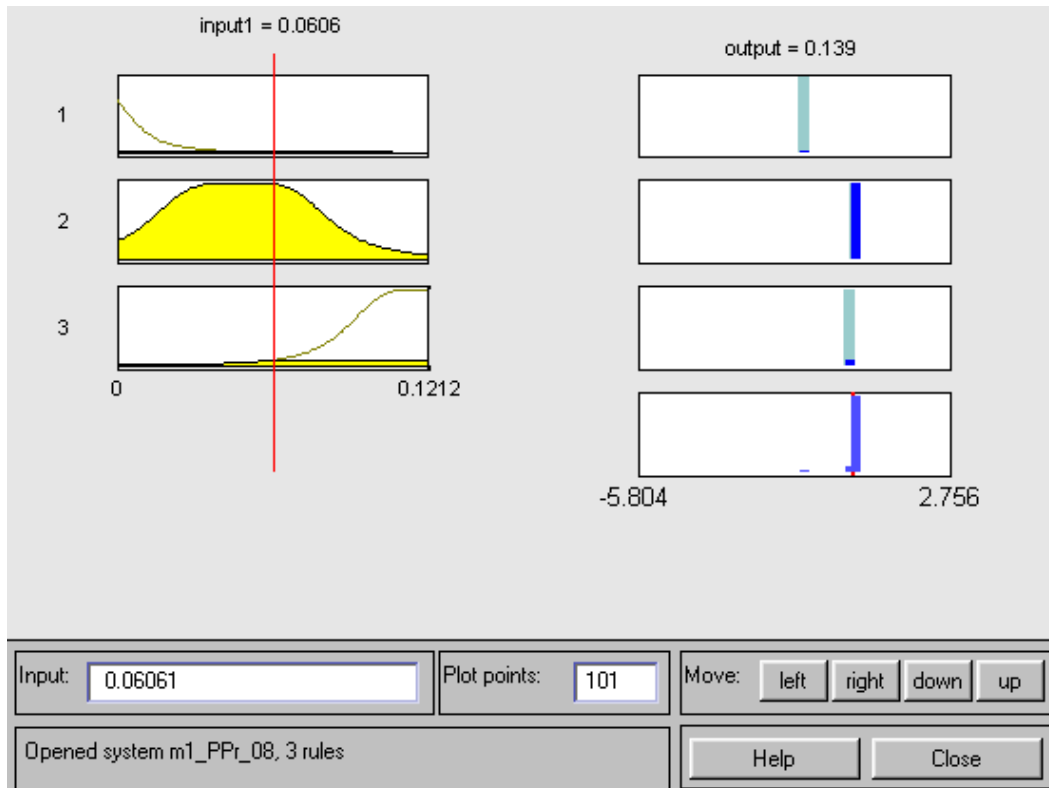 input1 = 0.0606
output = 0.139
1
2
3
0 0.1212
-5.804 2.756
Input: 0.06061
Plot points: 101
Move: left right down up
Opened system m1_PPr_08, 3 rules
Help Close